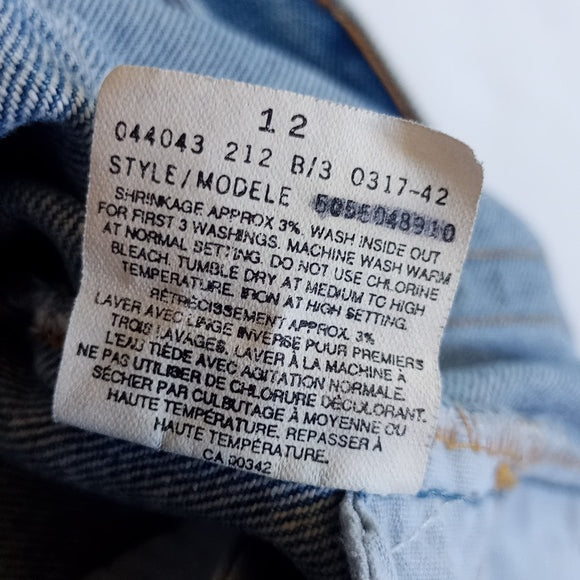 12
044043 212 B/3 0317-42
STYLE/MODELE
SHRINKAGE APPROX 3%. WASH INSIDE OUT
FOR FIRST 3 WASHINGS. MACHINE WASH WARM
AT NORMAL SETTING. DO NOT USE CHLORINE
BLEACH. TUMBLE DRY AT MEDIUM TO HIGH
TEMPERATURE. IRON AT HIGH SETTING.
RÉTRÉCISSEMENT APPROX. 3%
LAVER AVEC LINGE INVERSE POUR PREMIERS
TROIS LAVAGES. LAVER À LA MACHINE À
L'EAU TIÈDE AVEC AGITATION NORMALE.
NE PAS UTILISER DE CHLORURE DÉCOLORANT.
SÉCHER PAR CULBUTAGE À MOYENNE OU
HAUTE TEMPÉRATURE. REPASSER À
HAUTE TEMPÉRATURE.
CA 00342